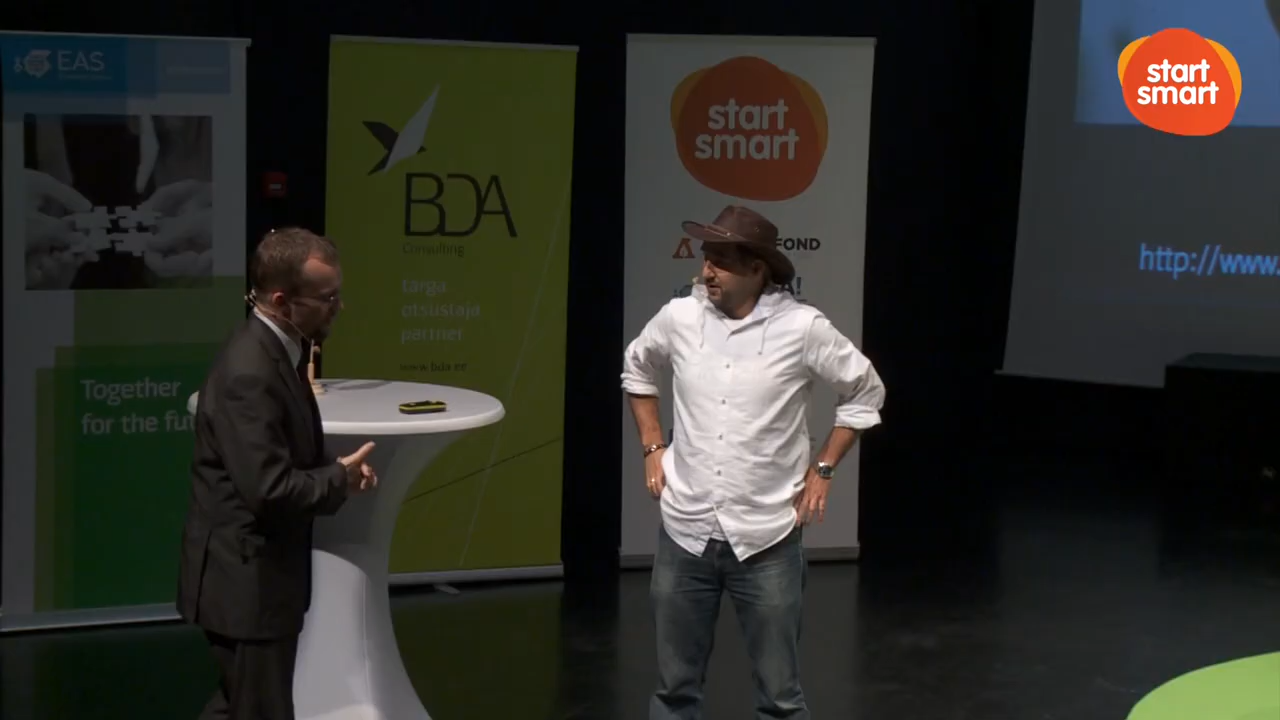 EAS
Together
for the fut
BDA
Consulting
targa
otsustaja
partner
www.bda.ee
start
smart
FOND
A!
http://www.
start
smart